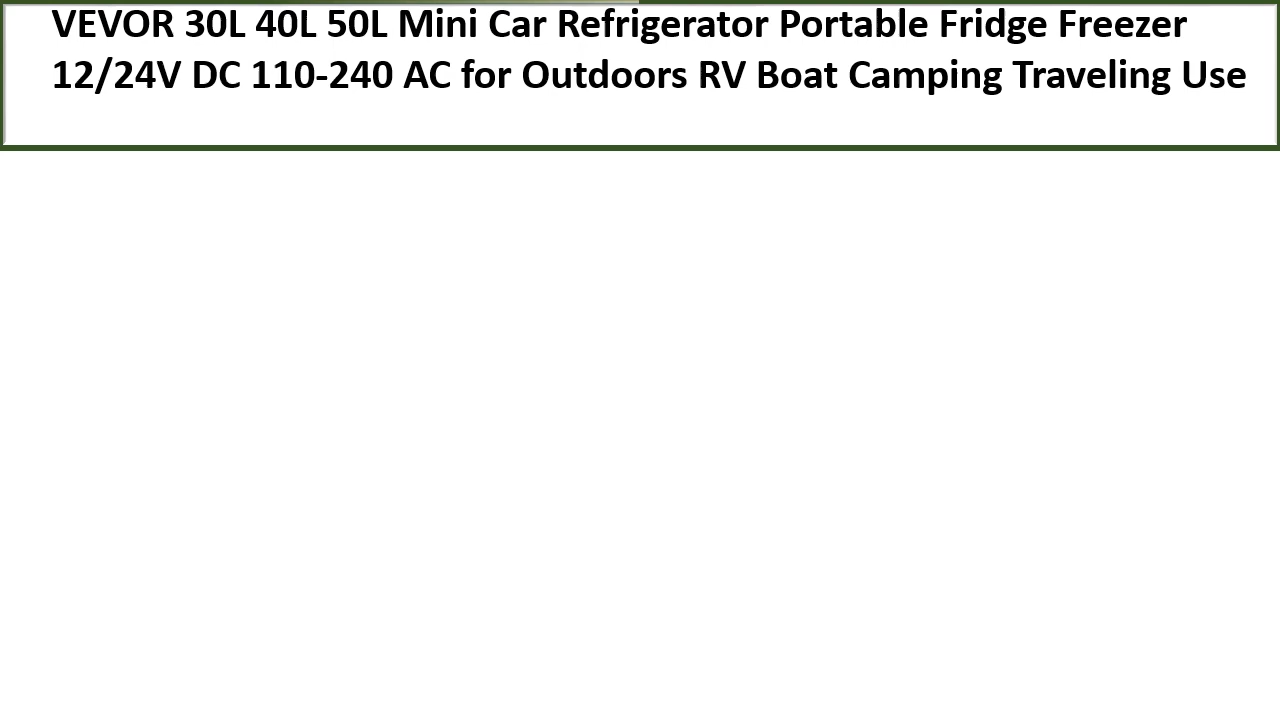 VEVOR 30L 40L 50L Mini Car Refrigerator Portable Fridge Freezer
12/24V DC 110-240 AC for Outdoors RV Boat Camping Traveling Use